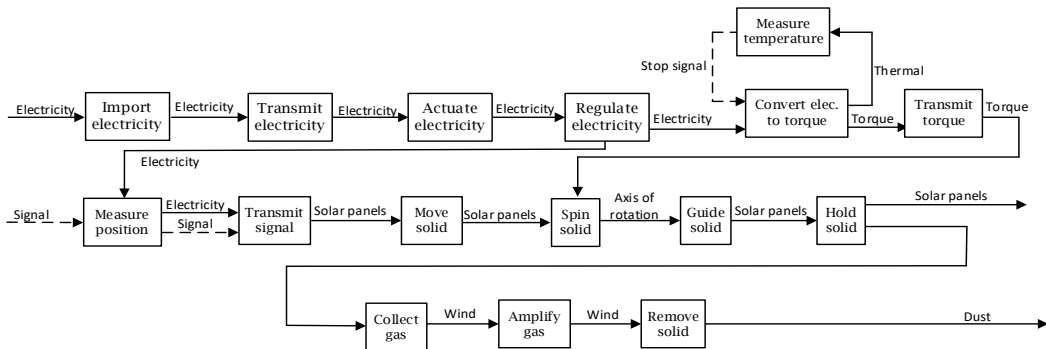 Measure
temperature
Stop signal
Thermal
Electricity
Import
electricity
Electricity
Transmit
electricity
Electricity
Actuate
electricity
Electricity
Regulate
electricity
Electricity
Convert elec.
to torque
Torque
Transmit
torque
Torque
Electricity
Signal
Measure
position
Electricity
Signal
Transmit
signal
Solar panels
Move
solid
Solar panels
Spin
solid
Axis of
rotation
Guide
solid
Solar panels
Hold
solid
Solar panels
Collect
gas
Wind
Amplify
gas
Wind
Remove
solid
Dust